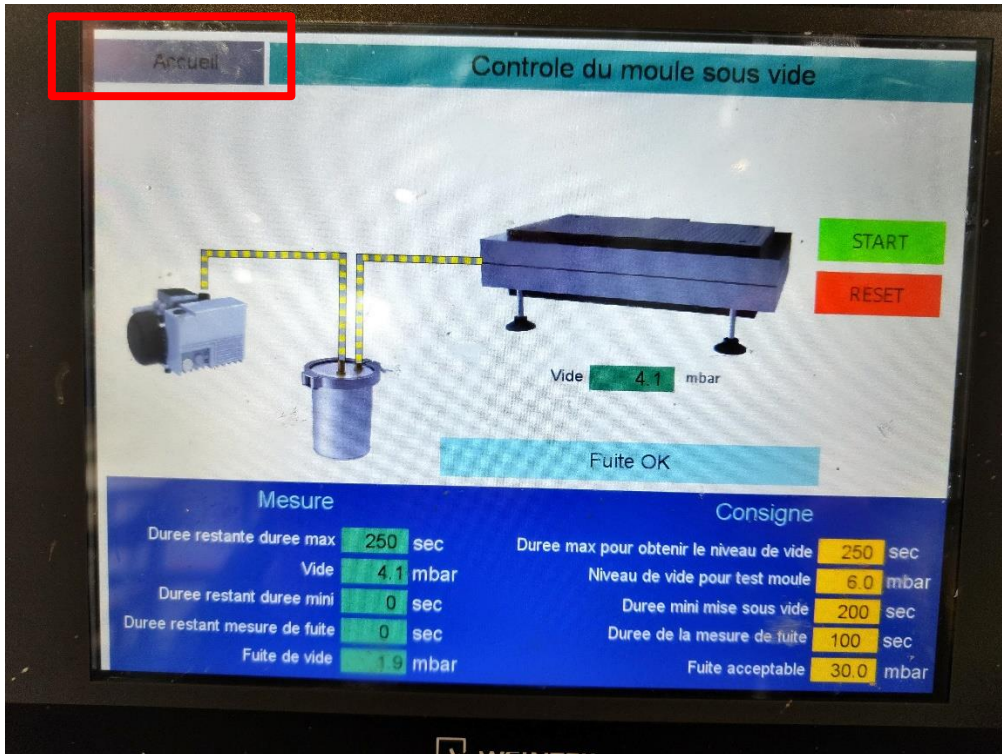 Accueil
Controle du moule sous vide
START
RESET
Vide 4.1 mbar
Fuite OK
Mesure
Duree restante duree max 250 sec
Vide 4.1 mbar
Duree restant duree mini 0 sec
Duree restant mesure de fuite 0 sec
Fuite de vide 1.9 mbar
Consigne
Duree max pour obtenir le niveau de vide 250 sec
Niveau de vide pour test moule 6.0 mbar
Duree mini mise sous vide 200 sec
Duree de la mesure de fuite 100 sec
Fuite acceptable 30.0 mbar